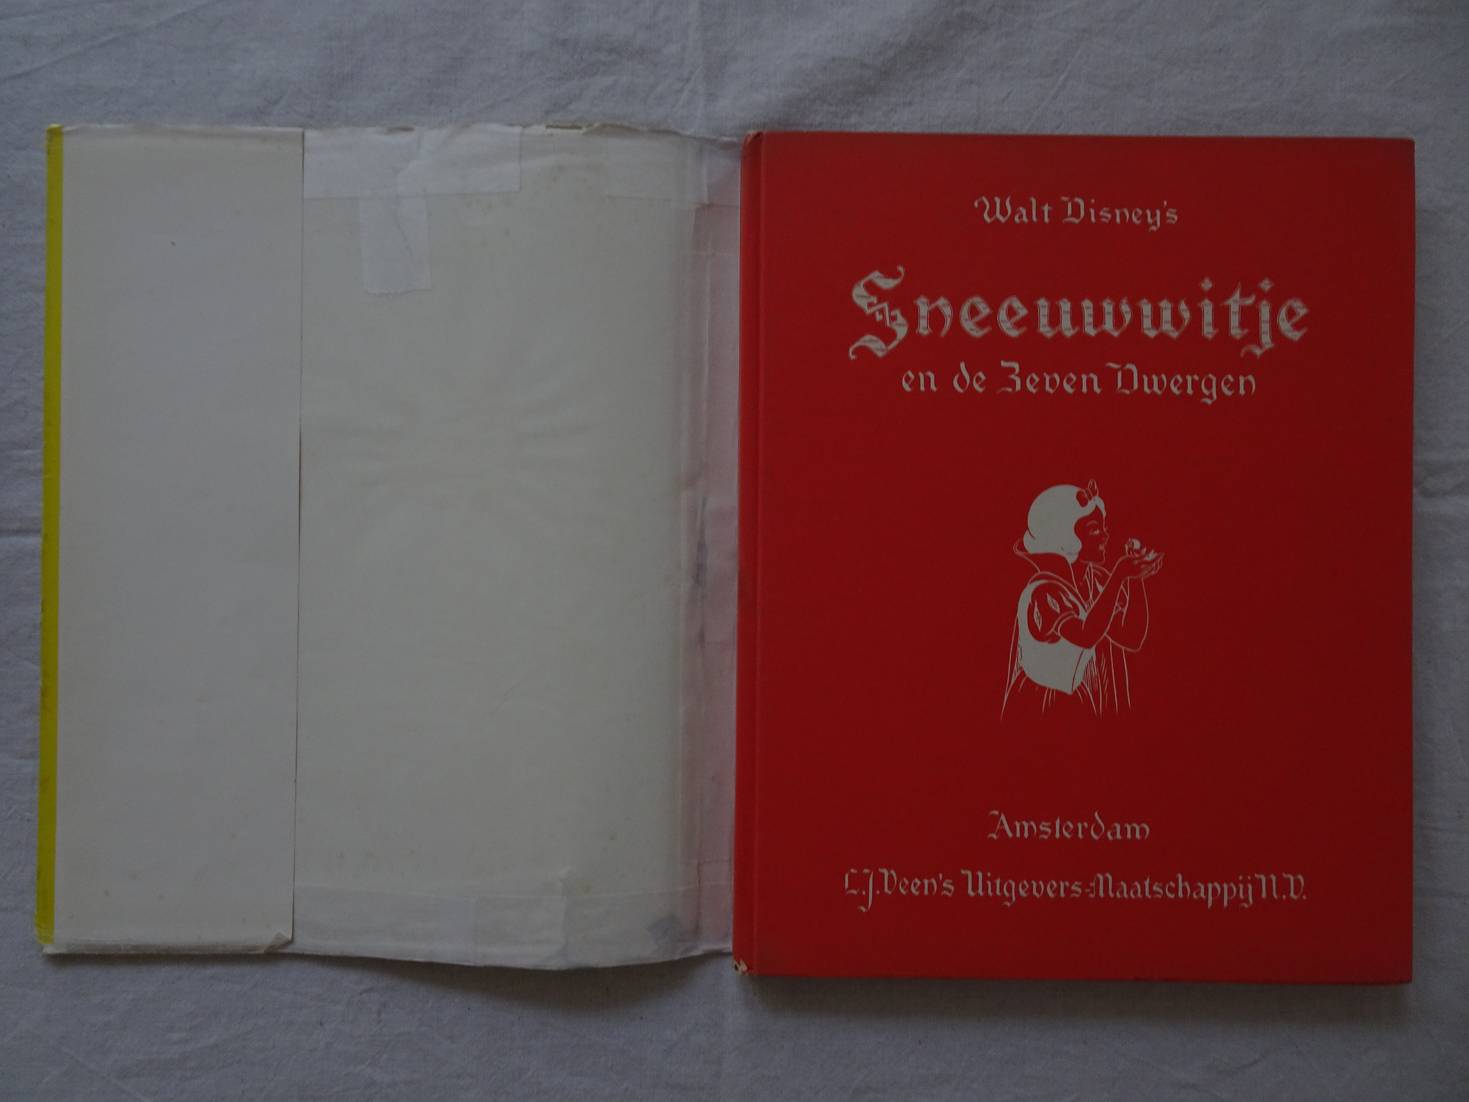 Walt Disney's
Sneeuwwitje
en de Zeven Dwergen
Amsterdam
L.J.Veen's Uitgevers-Maatschappij N.V.